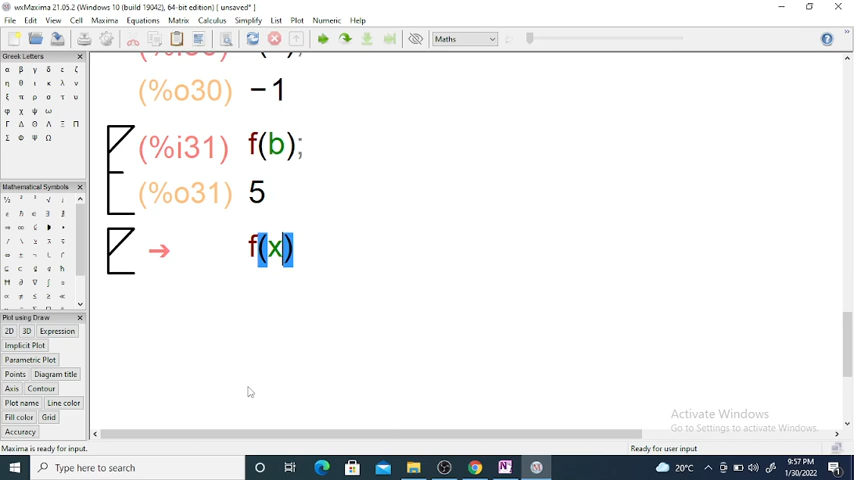 wxMaxima 21.05.2 (Windows 10 (build 19042), 64-bit edition) [ unsaved* ]
File Edit View Cell Maxima Equations Matrix Calculus Simplify List Plot Numeric Help
Maths
Greek Letters
α β γ δ ε ζ
η θ ι κ λ ν
ξ π ρ σ τ υ
φ χ ψ ω
Γ Δ Θ Λ Ξ Π
Σ Φ Ψ Ω
Mathematical Symbols
Plot using Draw
2D 3D Expression
Implicit Plot
Parametric Plot
Points Diagram title
Axis Contour
Plot name Line color
Fill color Grid
Accuracy
(%o30) −1
(%i31) f(b);
(%o31) 5
→ f(x)
Activate Windows
Go to Settings to activate Windows.
Maxima is ready for input.
Ready for user input
Type here to search
20°C
9:57 PM
1/30/2022